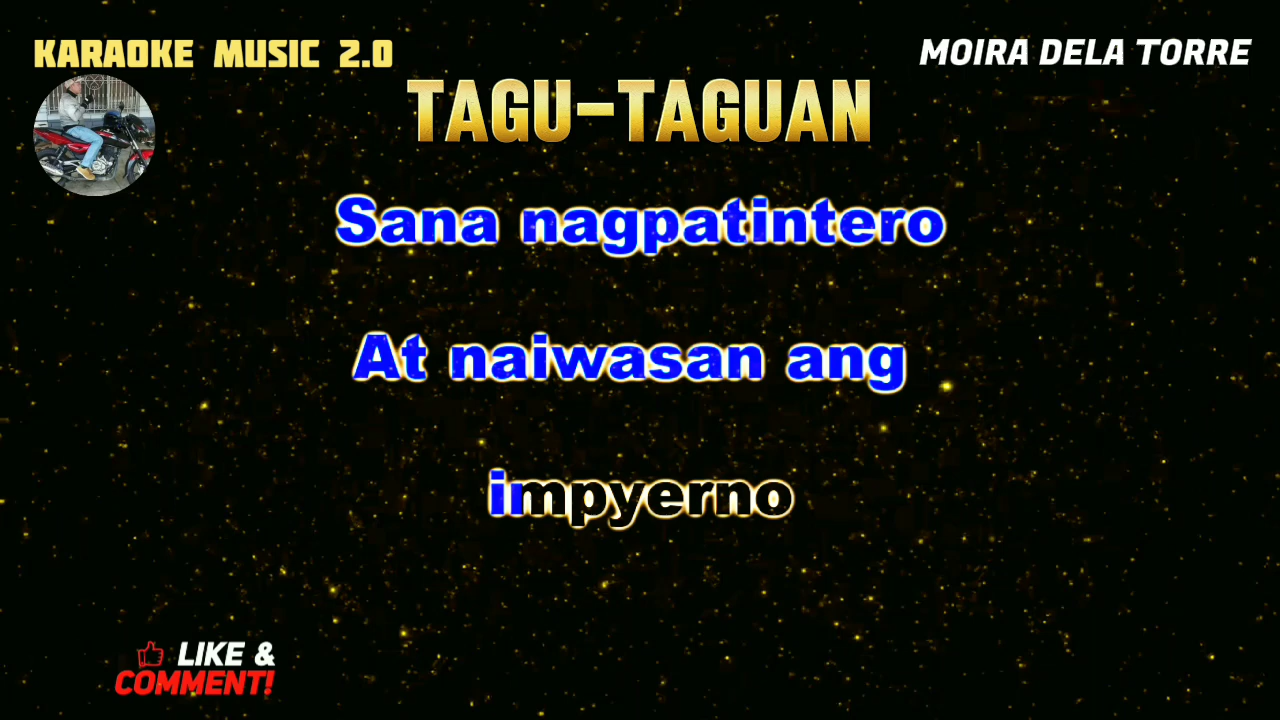 KARAOKE MUSIC 2.0
MOIRA DELA TORRE
TAGU-TAGUAN
Sana nagpatintero
At naiwasan ang
impyerno
LIKE &
COMMENT!